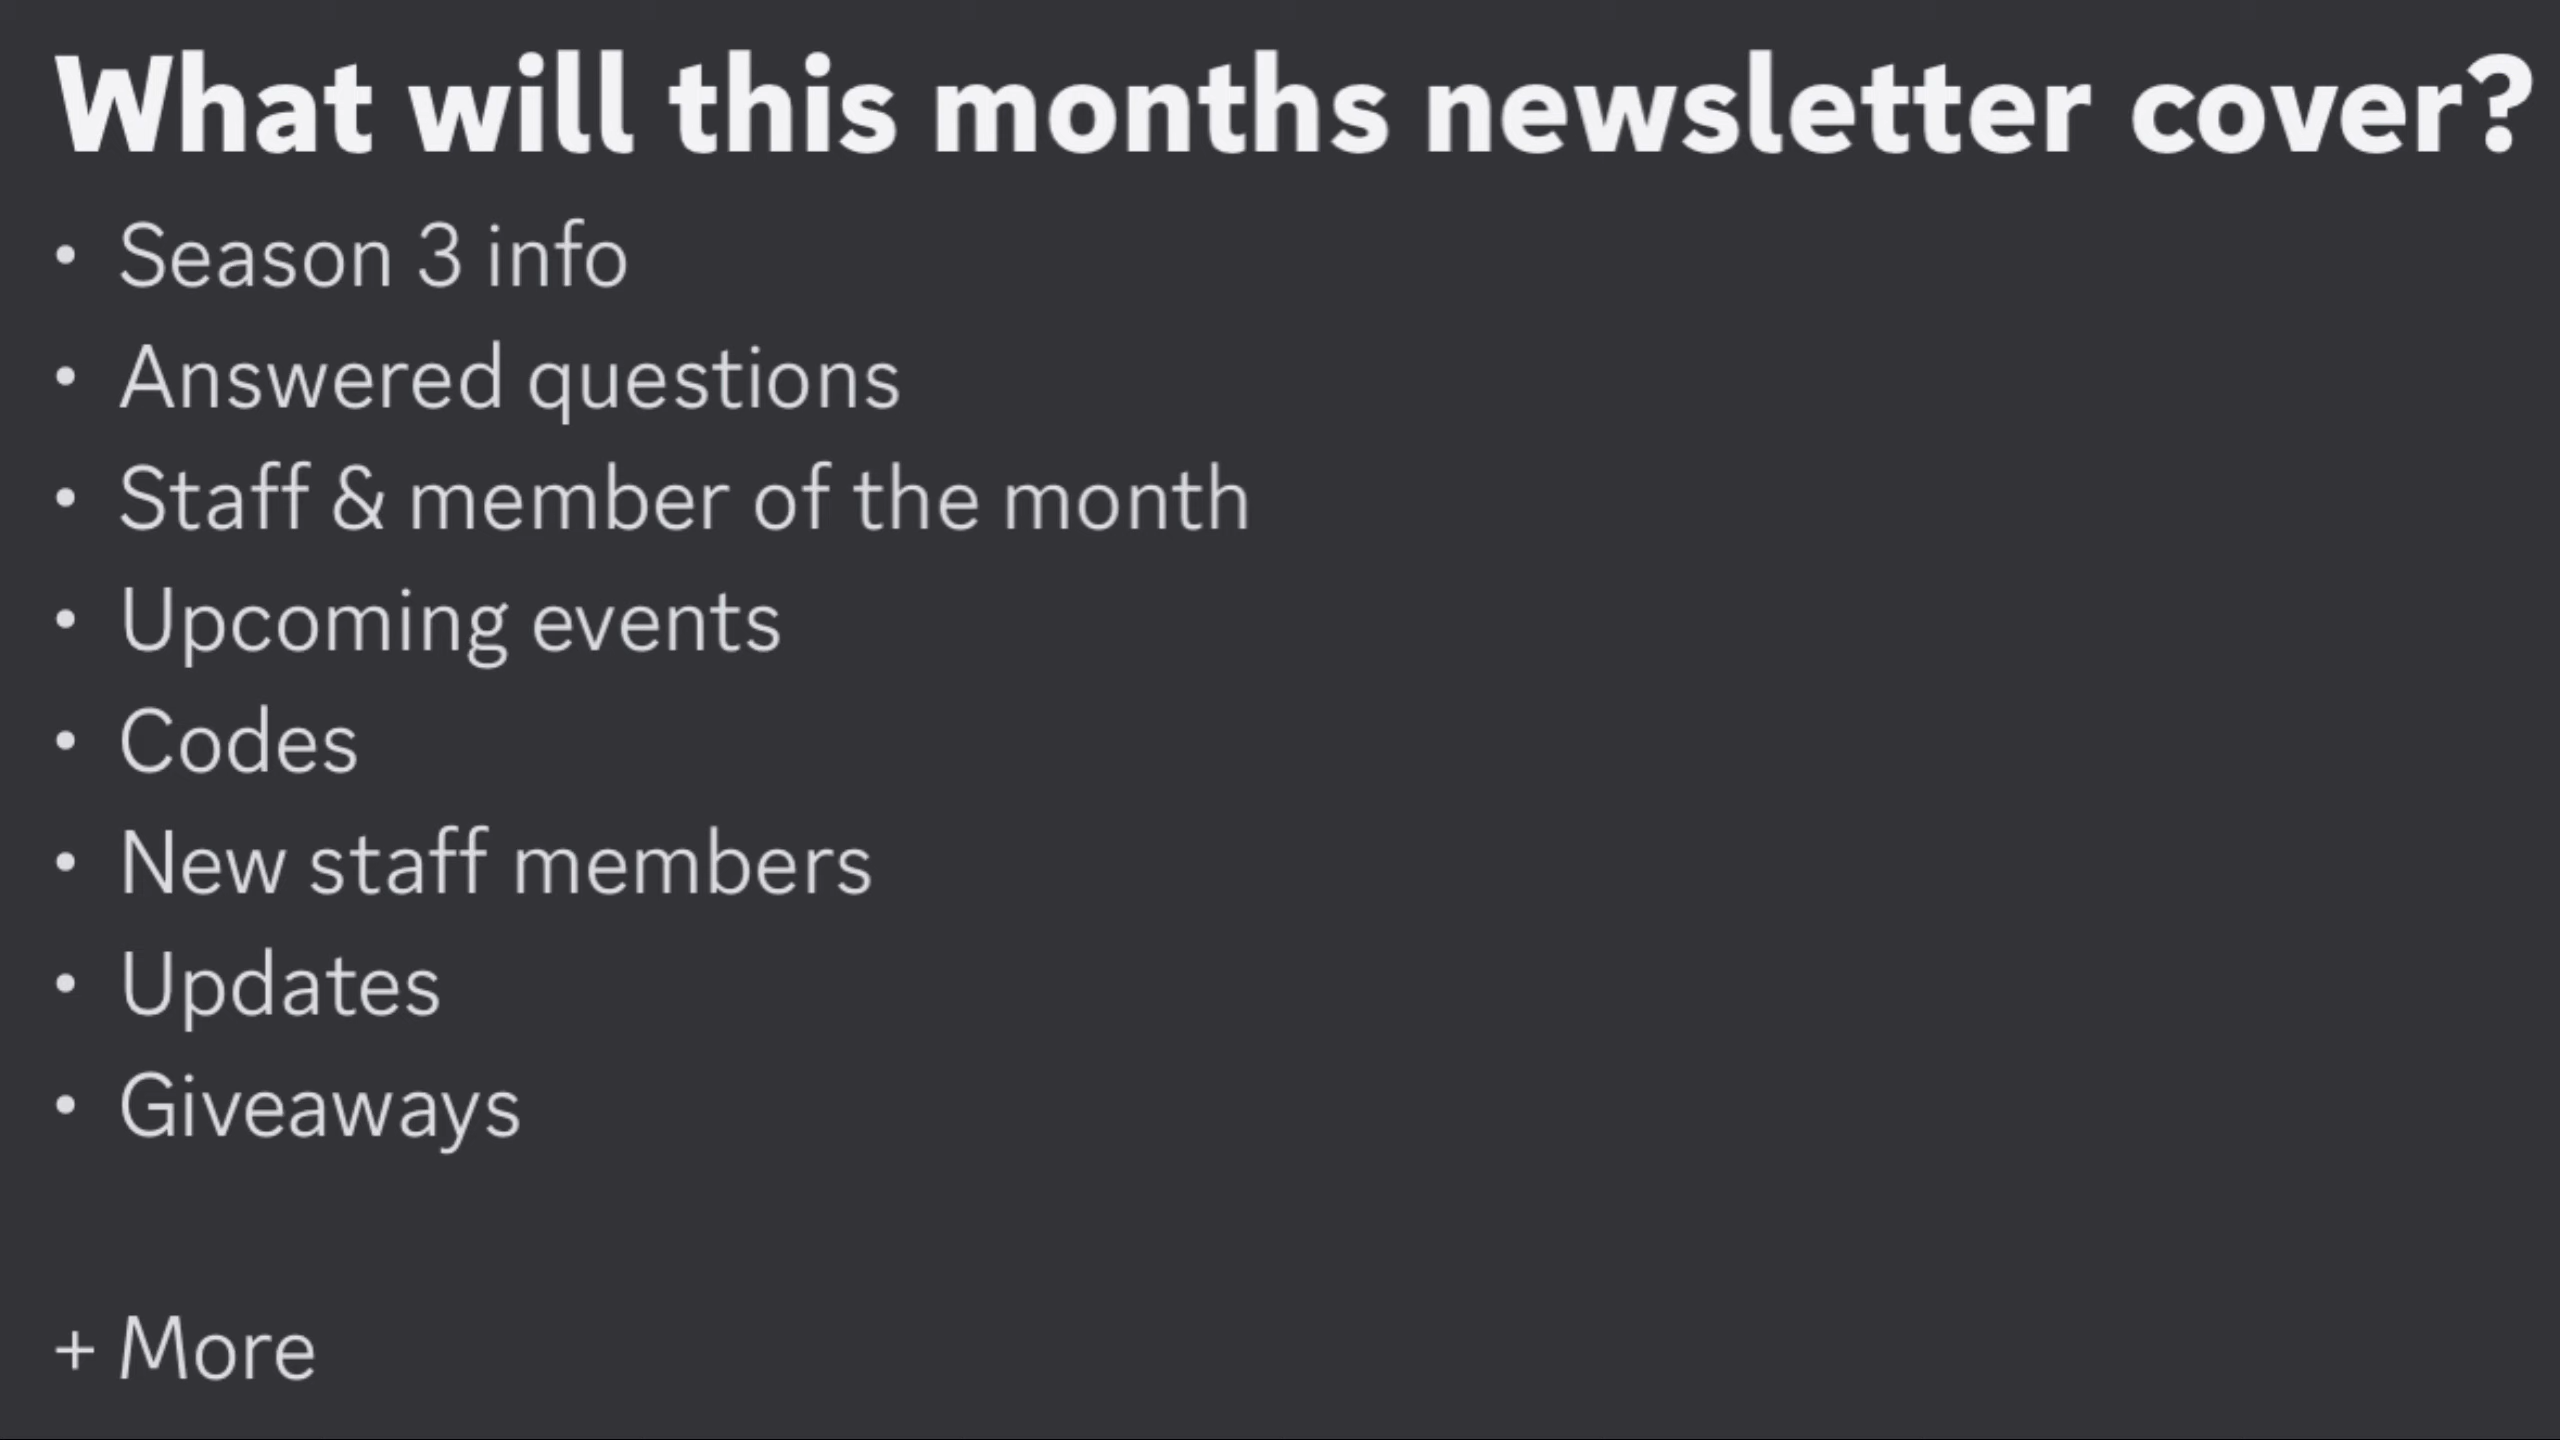 What will this months newsletter cover?
• Season 3 info
• Answered questions
• Staff & member of the month
• Upcoming events
• Codes
• New staff members
• Updates
• Giveaways
+ More